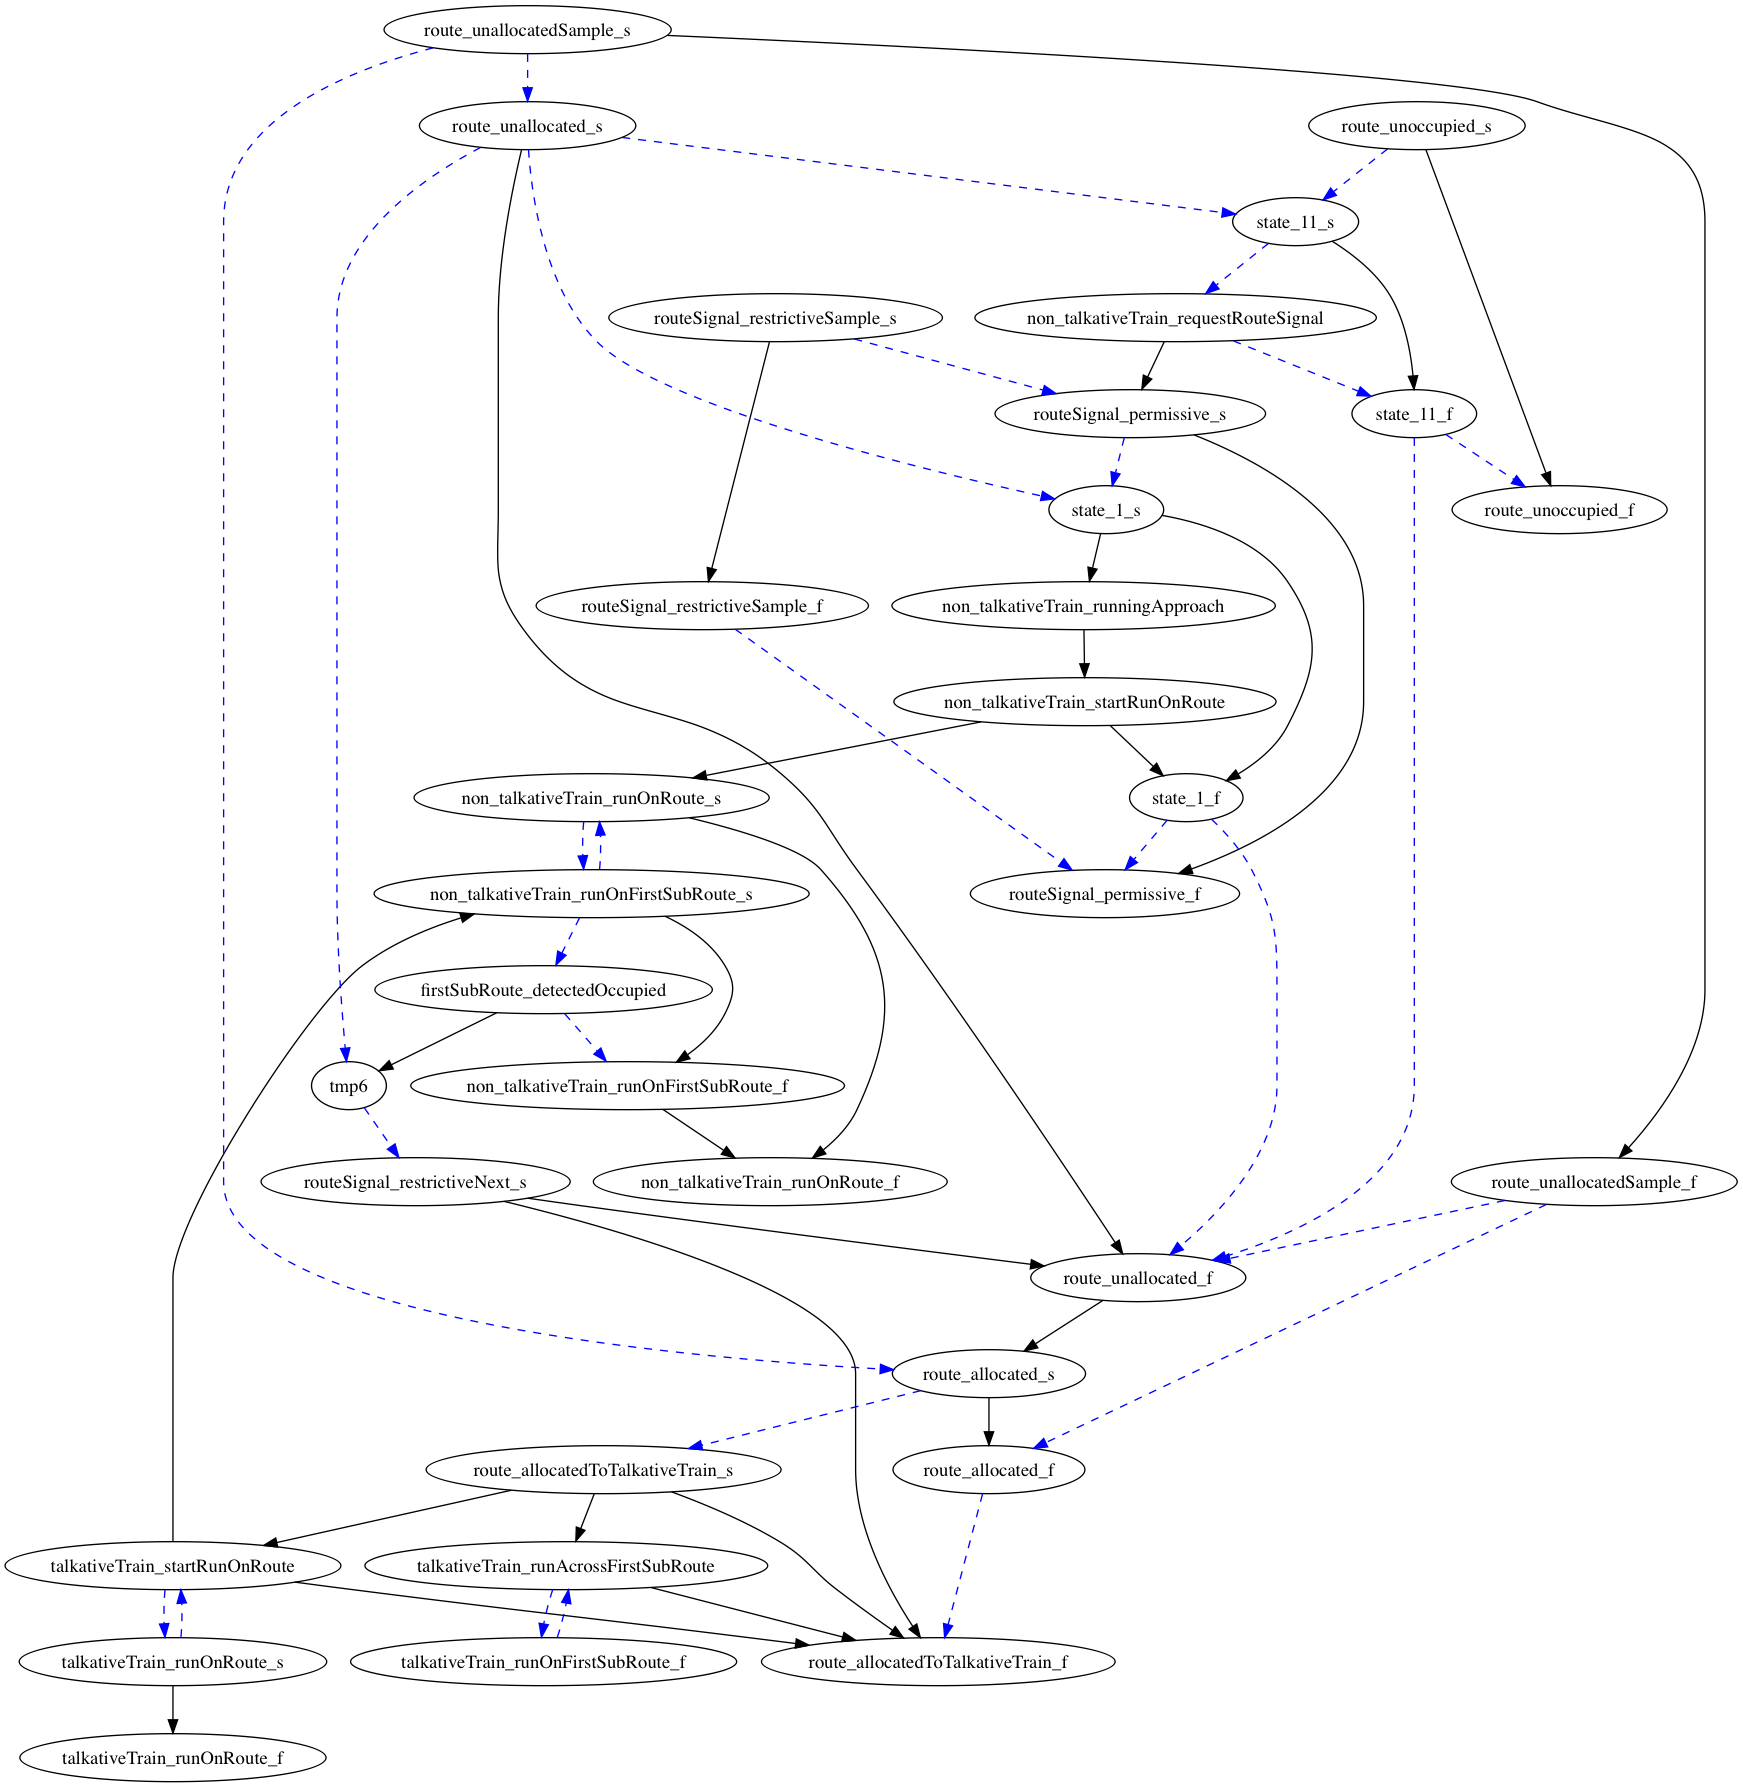 route_unallocatedSample_s
route_unallocated_s
route_unoccupied_s
state_11_s
routeSignal_restrictiveSample_s
non_talkativeTrain_requestRouteSignal
routeSignal_permissive_s
state_11_f
state_1_s
route_unoccupied_f
routeSignal_restrictiveSample_f
non_talkativeTrain_runningApproach
non_talkativeTrain_startRunOnRoute
non_talkativeTrain_runOnRoute_s
state_1_f
non_talkativeTrain_runOnFirstSubRoute_s
routeSignal_permissive_f
firstSubRoute_detectedOccupied
tmp6
non_talkativeTrain_runOnFirstSubRoute_f
routeSignal_restrictiveNext_s
non_talkativeTrain_runOnRoute_f
route_unallocatedSample_f
route_unallocated_f
route_allocated_s
route_allocatedToTalkativeTrain_s
route_allocated_f
talkativeTrain_startRunOnRoute
talkativeTrain_runAcrossFirstSubRoute
talkativeTrain_runOnRoute_s
talkativeTrain_runOnFirstSubRoute_f
route_allocatedToTalkativeTrain_f
talkativeTrain_runOnRoute_f